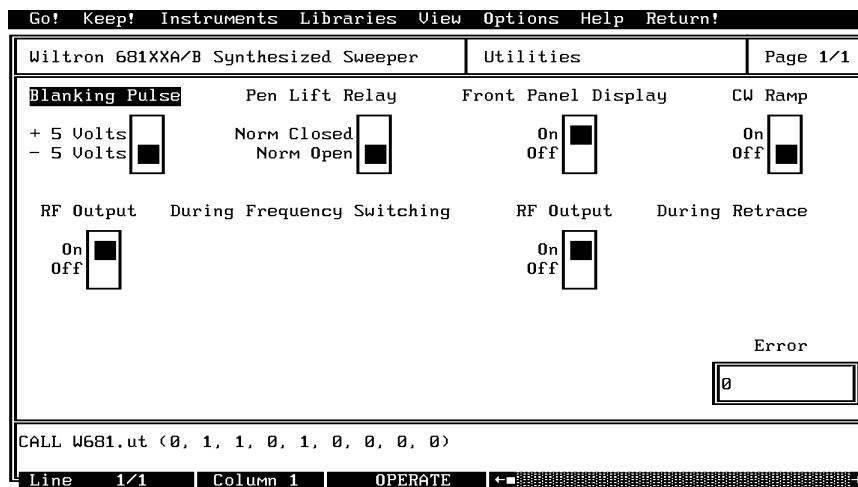 Go! Keep! Instruments Libraries View Options Help Return!
Wiltron 681XXA/B Synthesized Sweeper Utilities Page 1/1
Blanking Pulse Pen Lift Relay Front Panel Display CW Ramp
+ 5 Volts Norm Closed On On
- 5 Volts Norm Open Off Off
RF Output During Frequency Switching RF Output During Retrace
On On
Off Off
Error
0
CALL W681.ut (0, 1, 1, 0, 1, 0, 0, 0, 0)
Line 1/1 Column 1 OPERATE